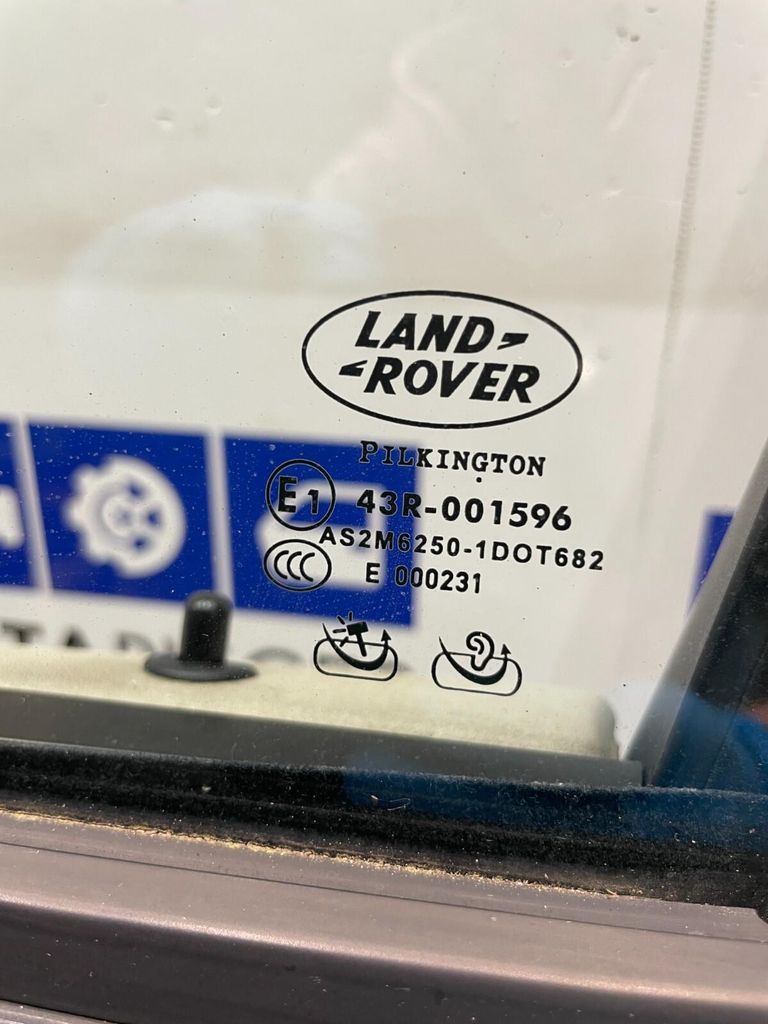 LAND
ROVER
PILKINGTON
E1 43R-001596
AS2M6250-1DOT682
CCC E 000231